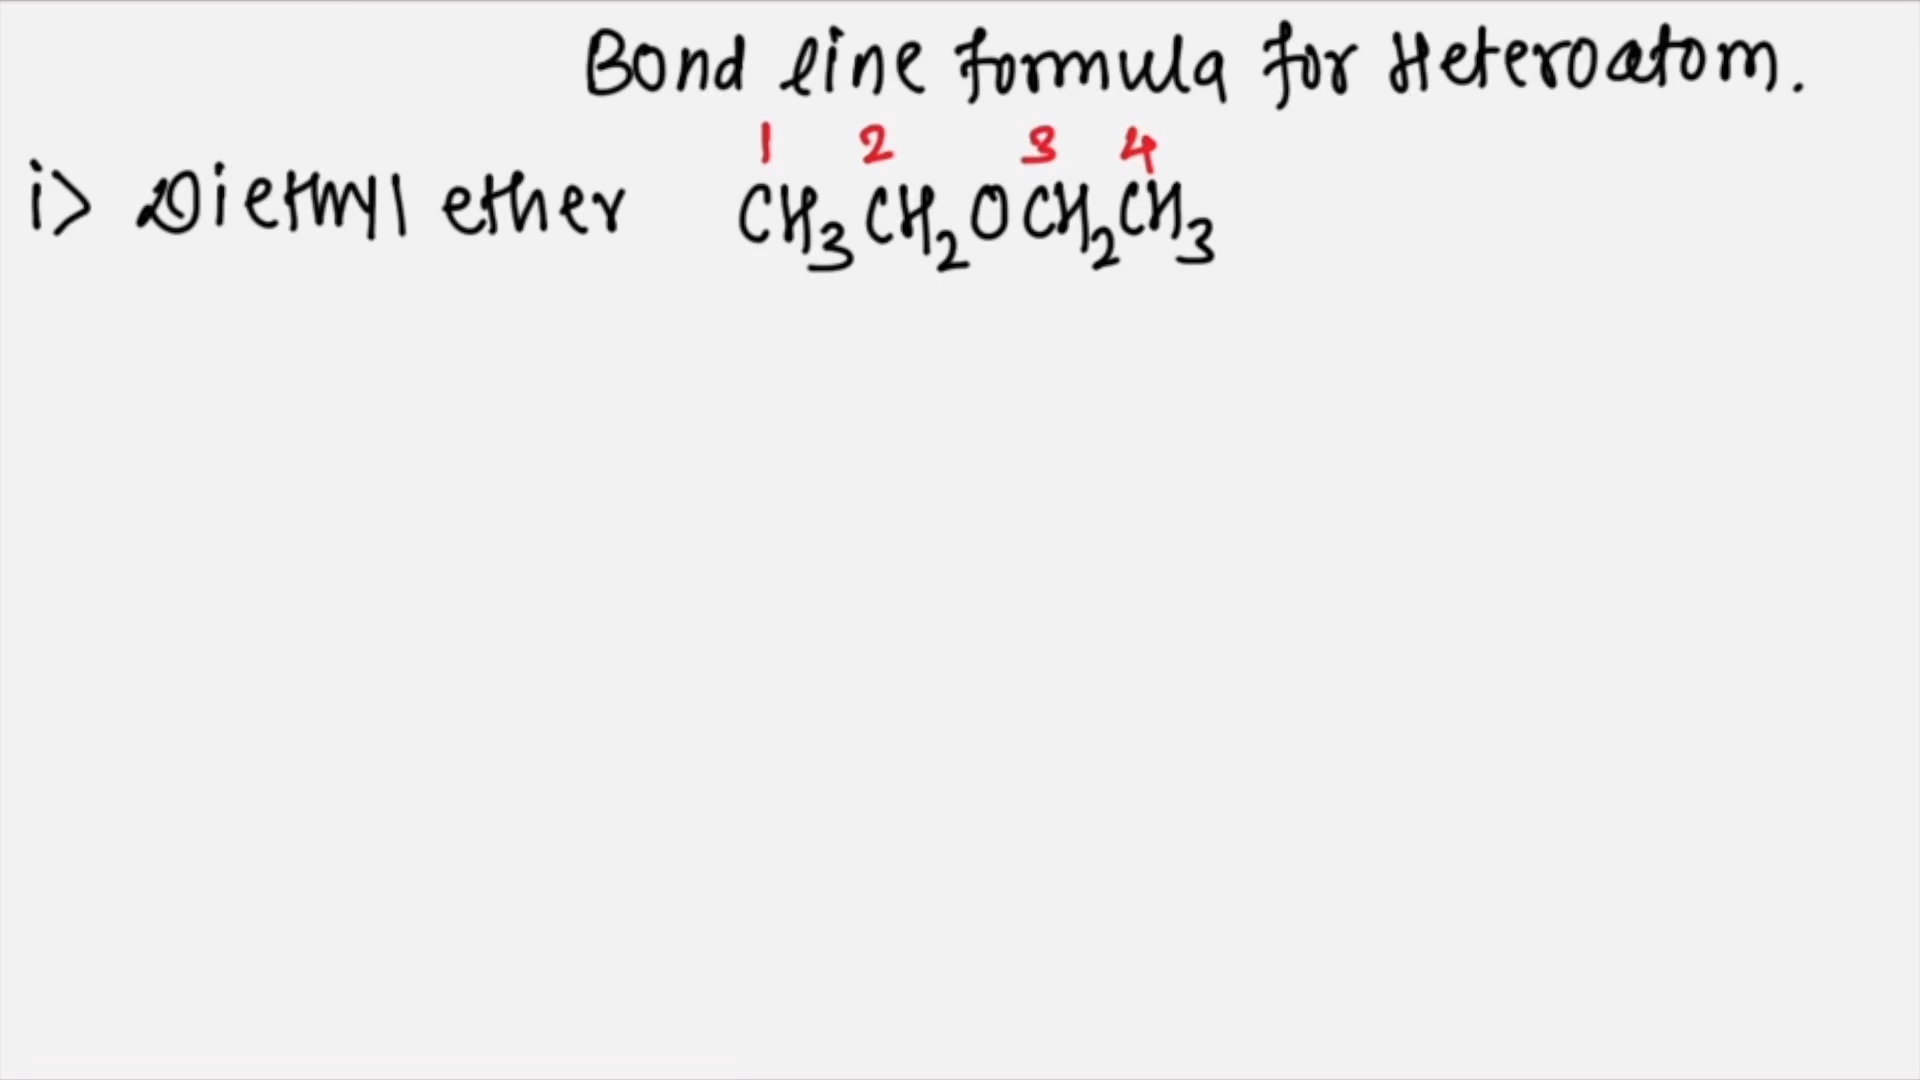 Bond line formula for Heteroatom.
1 2 3 4
i> Diethyl ether CH₃CH₂OCH₂CH₃